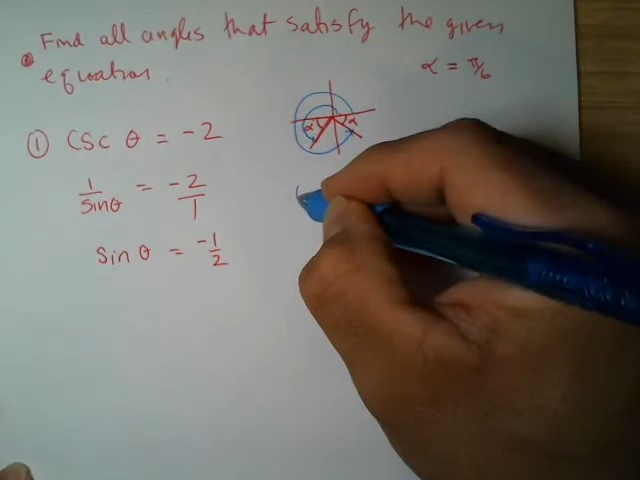 Find all angles that satisfy the given
equation.
α = π/6
① csc θ = -2
1/sinθ = -2/1
α α
sin θ = -1/2